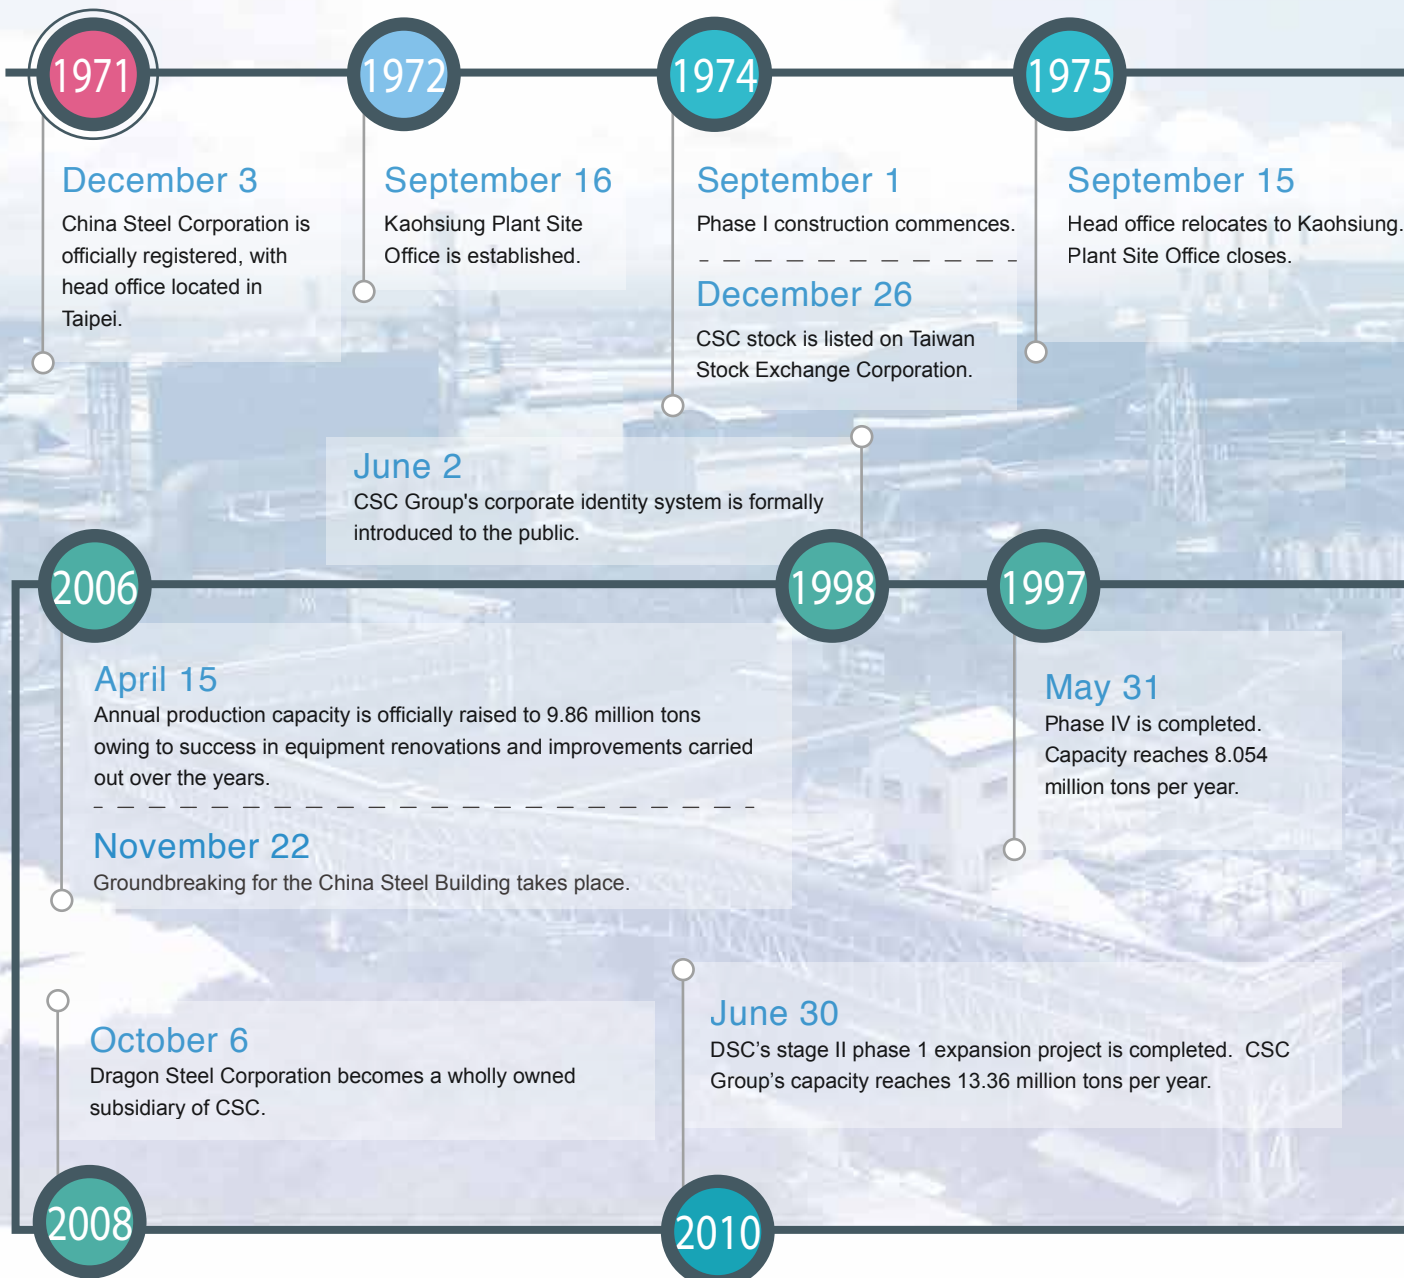 1971
December 3
China Steel Corporation is
officially registered, with
head office located in
Taipei.
1972
September 16
Kaohsiung Plant Site
Office is established.
1974
September 1
Phase I construction commences.
December 26
CSC stock is listed on Taiwan
Stock Exchange Corporation.
1975
September 15
Head office relocates to Kaohsiung.
Plant Site Office closes.
1997
May 31
Phase IV is completed.
Capacity reaches 8.054
million tons per year.
1998
June 2
CSC Group's corporate identity system is formally
introduced to the public.
2006
April 15
Annual production capacity is officially raised to 9.86 million tons
owing to success in equipment renovations and improvements carried
out over the years.
November 22
Groundbreaking for the China Steel Building takes place.
2008
October 6
Dragon Steel Corporation becomes a wholly owned
subsidiary of CSC.
2010
June 30
DSC’s stage II phase 1 expansion project is completed.  CSC
Group’s capacity reaches 13.36 million tons per year.